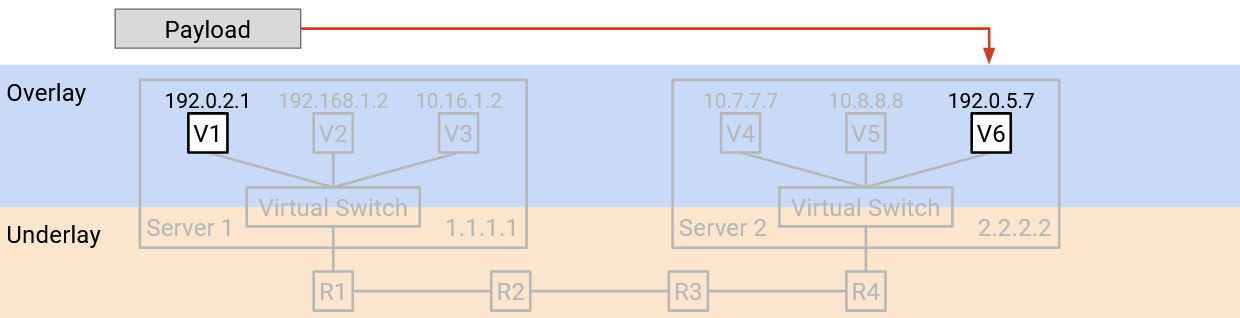 Payload
Overlay
192.0.2.1 192.168.1.2 10.16.1.2 10.7.7.7 10.8.8.8 192.0.5.7
V1 V2 V3 V4 V5 V6
Virtual Switch Virtual Switch
Underlay Server 1 1.1.1.1 Server 2 2.2.2.2
R1 R2 R3 R4